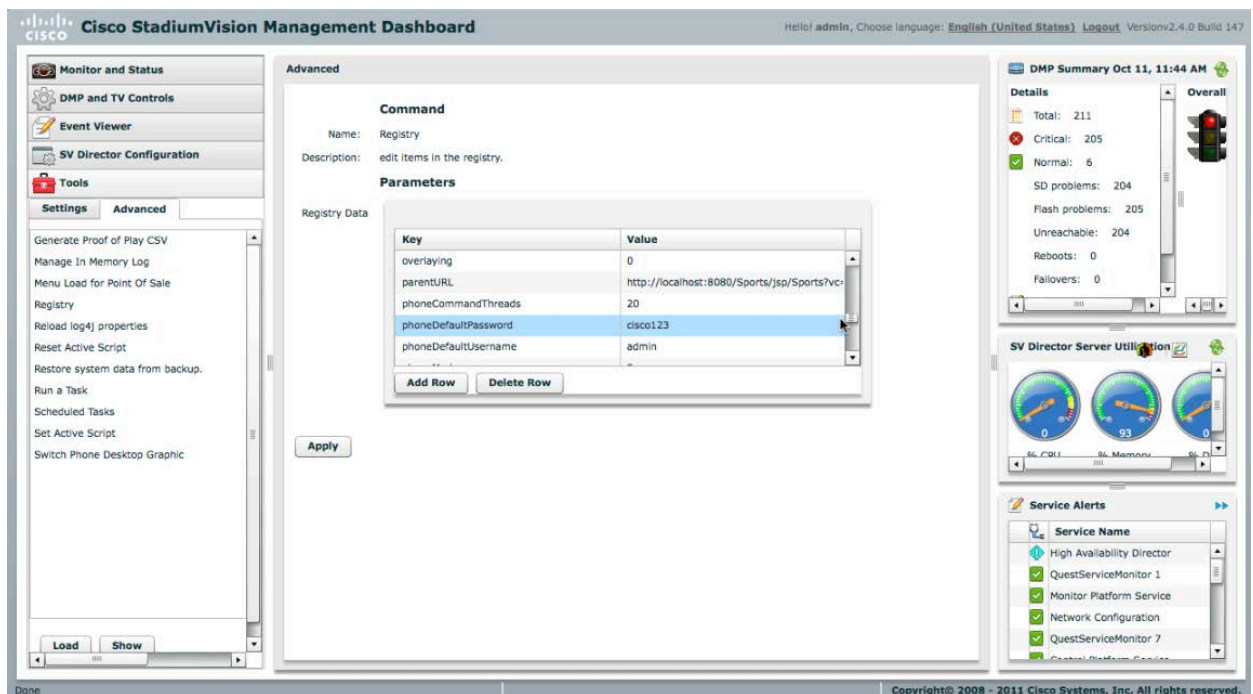 CISCO
Cisco StadiumVision Management Dashboard
Hello! admin, Choose language: English (United States) Logout Versionv2.4.0 Build 147
Monitor and Status
DMP and TV Controls
Event Viewer
SV Director Configuration
Tools
Settings Advanced
Generate Proof of Play CSV
Manage In Memory Log
Menu Load for Point Of Sale
Registry
Reload log4j properties
Reset Active Script
Restore system data from backup.
Run a Task
Scheduled Tasks
Set Active Script
Switch Phone Desktop Graphic
Load Show
Advanced
Command
Name: Registry
Description: edit items in the registry.
Parameters
Registry Data
Key Value
overlaying 0
parentURL http://localhost:8080/Sports/jsp/Sports?vc=
phoneCommandThreads 20
phoneDefaultPassword cisco123
phoneDefaultUsername admin
Add Row Delete Row
Apply
DMP Summary Oct 11, 11:44 AM
Details Overall
Total: 211
Critical: 205
Normal: 6
SD problems: 204
Flash problems: 205
Unreachable: 204
Reboots: 0
Failovers: 0
SV Director Server
0 93 0
% CPU % Memory % D
Service Alerts
Service Name
High Availability Director
QuestServiceMonitor 1
Monitor Platform Service
Network Configuration
QuestServiceMonitor 7
Control Platform Service
Done
Copyright© 2008 - 2011 Cisco Systems, Inc. All rights reserved.